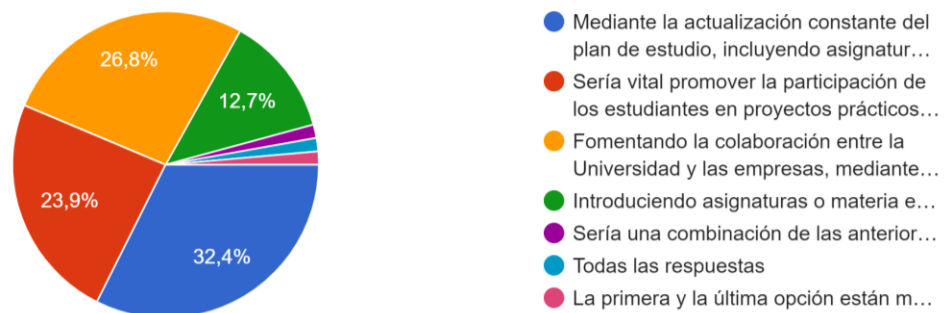 26,8%
12,7%
23,9%
32,4%
Mediante la actualización constante del
plan de estudio, incluyendo asignatur…
Sería vital promover la participación de
los estudiantes en proyectos prácticos…
Fomentando la colaboración entre la
Universidad y las empresas, mediante…
Introduciendo asignaturas o materia e…
Sería una combinación de las anterior…
Todas las respuestas
La primera y la última opción están m…